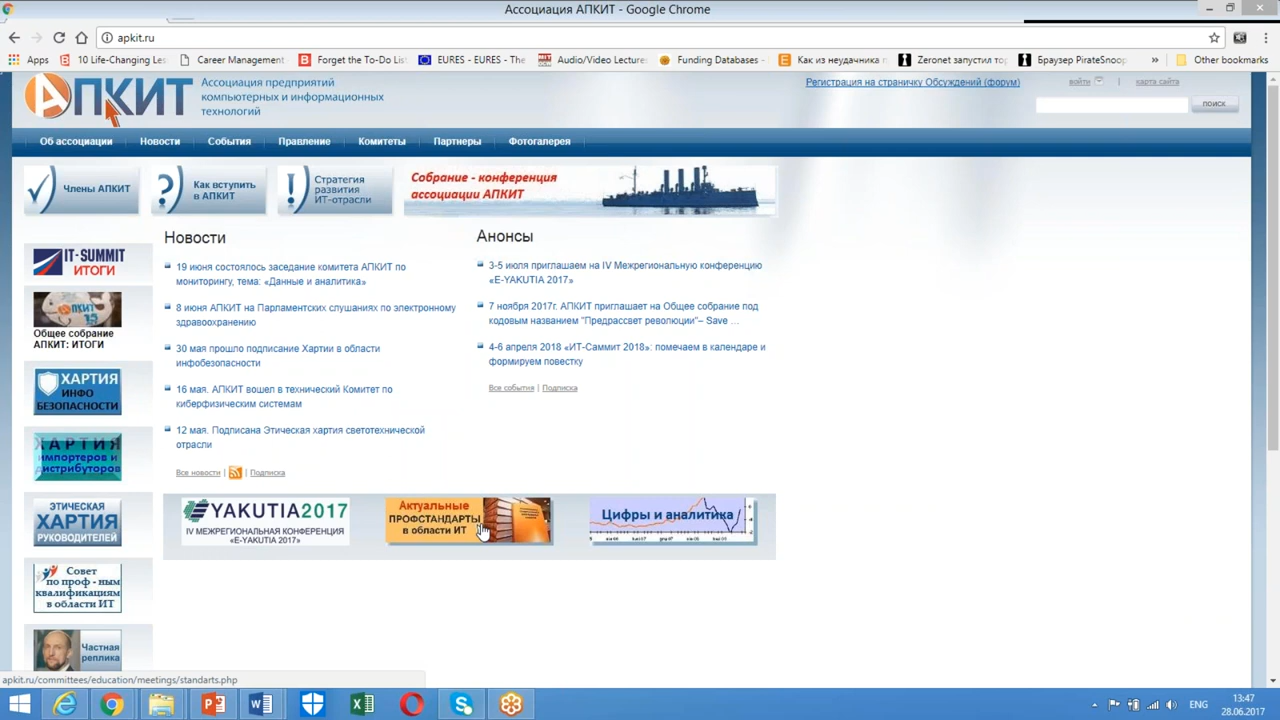 Ассоциация АПКИТ - Google Chrome
apkit.ru
Apps
10 Life-Changing Les
Career Management
Forget the To-Do List
EURES - EURES - The
Audio/Video Lectures
Funding Databases -
Как из неудачника п
Zeronet запустил тор
Браузер PirateSnoop
»
Other bookmarks
АПКИТ
Ассоциация предприятий
компьютерных и информационных
технологий
Регистрация на страничку Обсуждений (форум)
войти
|
карта сайта
поиск
Об ассоциации
Новости
События
Правление
Комитеты
Партнеры
Фотогалерея
Члены АПКИТ
Как вступить
в АПКИТ
Стратегия
развития
ИТ-отрасли
Собрание - конференция
ассоциации АПКИТ
IT-SUMMIT
ИТОГИ
Общее собрание
АПКИТ: ИТОГИ
ХАРТИЯ
ИНФО
БЕЗОПАСНОСТИ
ХАРТИЯ
импортеров и
дистрибуторов
ЭТИЧЕСКАЯ
ХАРТИЯ
РУКОВОДИТЕЛЕЙ
Совет
по проф - ным
квалификациям
в области ИТ
Частная
реплика
Новости
19 июня состоялось заседание комитета АПКИТ по
мониторингу, тема: «Данные и аналитика»
8 июня АПКИТ на Парламентских слушаниях по электронному
здравоохранению
30 мая прошло подписание Хартии в области
инфобезопасности
16 мая. АПКИТ вошел в технический Комитет по
киберфизическим системам
12 мая. Подписана Этическая хартия светотехнической
отрасли
Все новости | | Подписка
Анонсы
3-5 июля приглашаем на IV Межрегиональную конференцию
«E-YAKUTIA 2017»
7 ноября 2017г. АПКИТ приглашает на Общее собрание под
кодовым названием "Предрассвет революции"– Save ...
4-6 апреля 2018 «ИТ-Саммит 2018»: помечаем в календаре и
формируем повестку
Все события | Подписка
YAKUTIA2017
IV МЕЖРЕГИОНАЛЬНАЯ КОНФЕРЕНЦИЯ
«E-YAKUTIA 2017»
Актуальные
ПРОФСТАНДАРТЫ
в области ИТ
Цифры и аналитика
apkit.ru/committees/education/meetings/standarts.php
ENG
13:47
28.06.2017